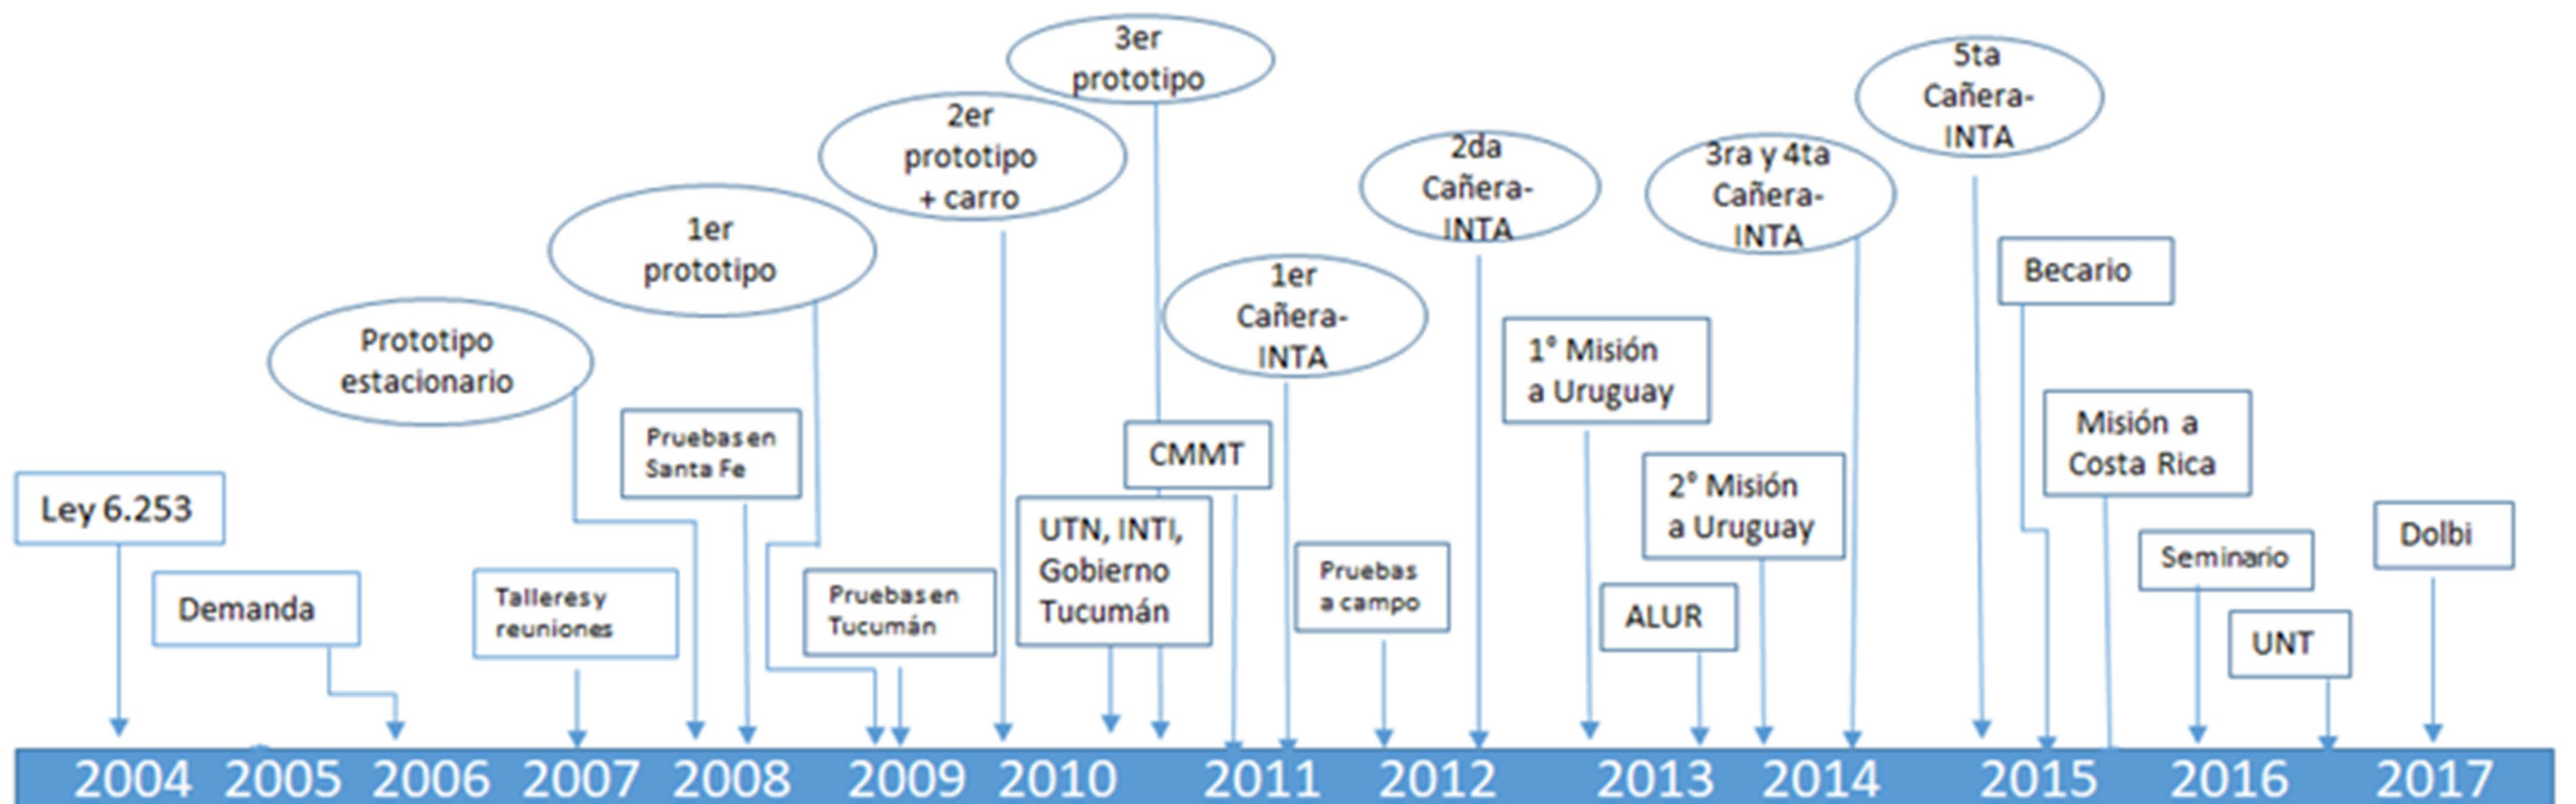 3er
prototipo
2er
prototipo
+ carro
1er
prototipo
Prototipo
estacionario
5ta
Cañera-
INTA
2da
Cañera-
INTA
3ra y 4ta
Cañera-
INTA
1er
Cañera-
INTA
Becario
1° Misión
a Uruguay
Misión a
Costa Rica
Pruebas en
Santa Fe
CMMT
2° Misión
a Uruguay
Ley 6.253
UTN, INTI,
Gobierno
Tucumán
Dolbi
Seminario
Demanda
Talleres y
reuniones
Pruebas en
Tucumán
Pruebas
a campo
ALUR
UNT
2004 2005 2006 2007 2008 2009 2010 2011 2012 2013 2014 2015 2016 2017